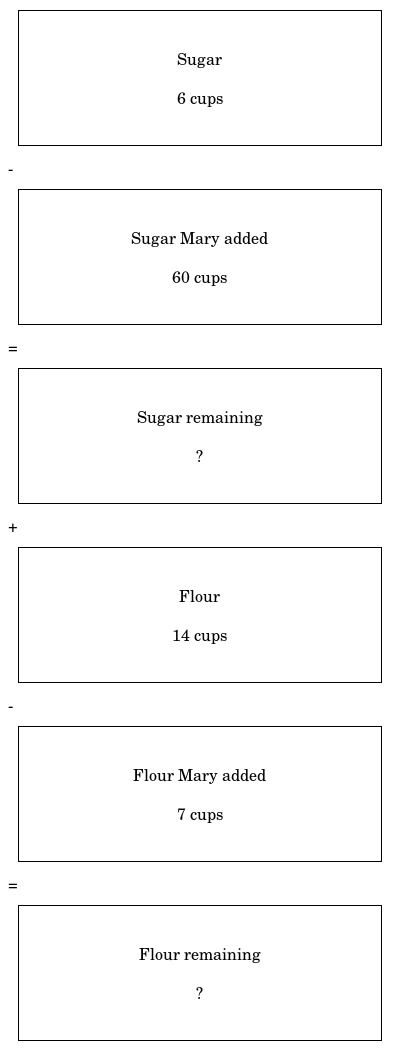 Sugar
6 cups
-
Sugar Mary added
60 cups
=
Sugar remaining
?
+
Flour
14 cups
-
Flour Mary added
7 cups
=
Flour remaining
?